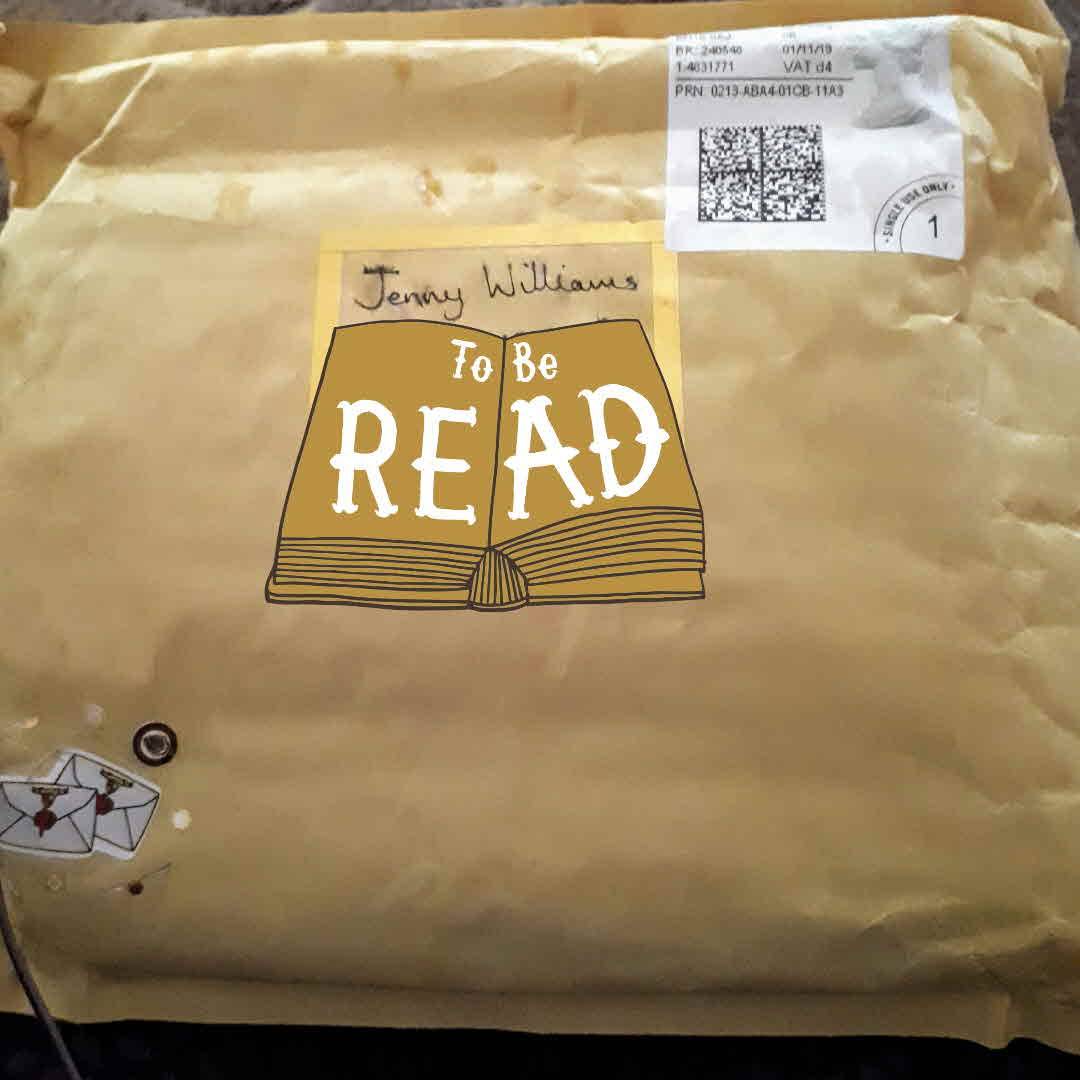 BR: 240540 01/11/19
1-4631771 VAT d4
PRN: 0213-ABA4-01CB-11A3
• SINGLE USE ONLY •
1
Jenny Williams
To Be
READ